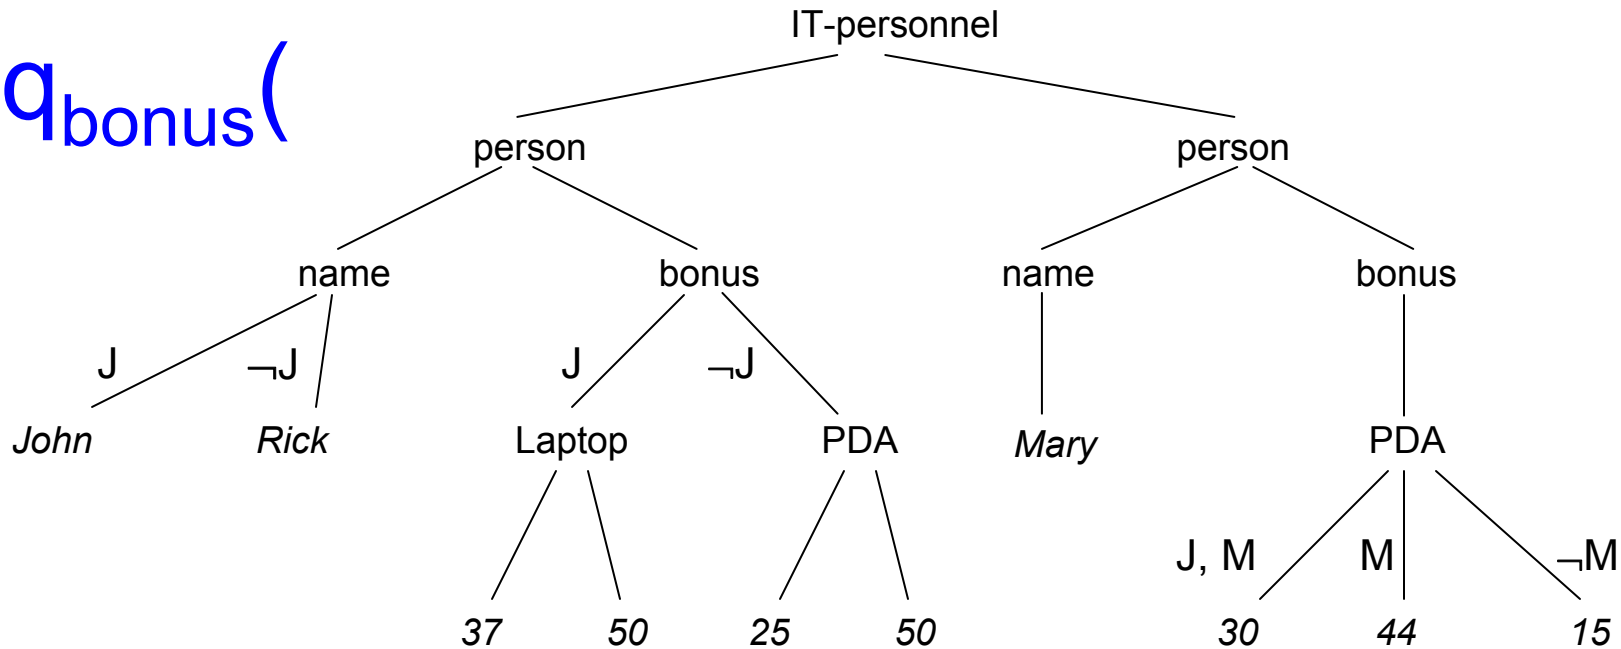 IT-personnel
q_bonus(
person person
name bonus name bonus
J ¬J J ¬J
John Rick Laptop PDA Mary PDA
J, M M ¬M
37 50 25 50 30 44 15